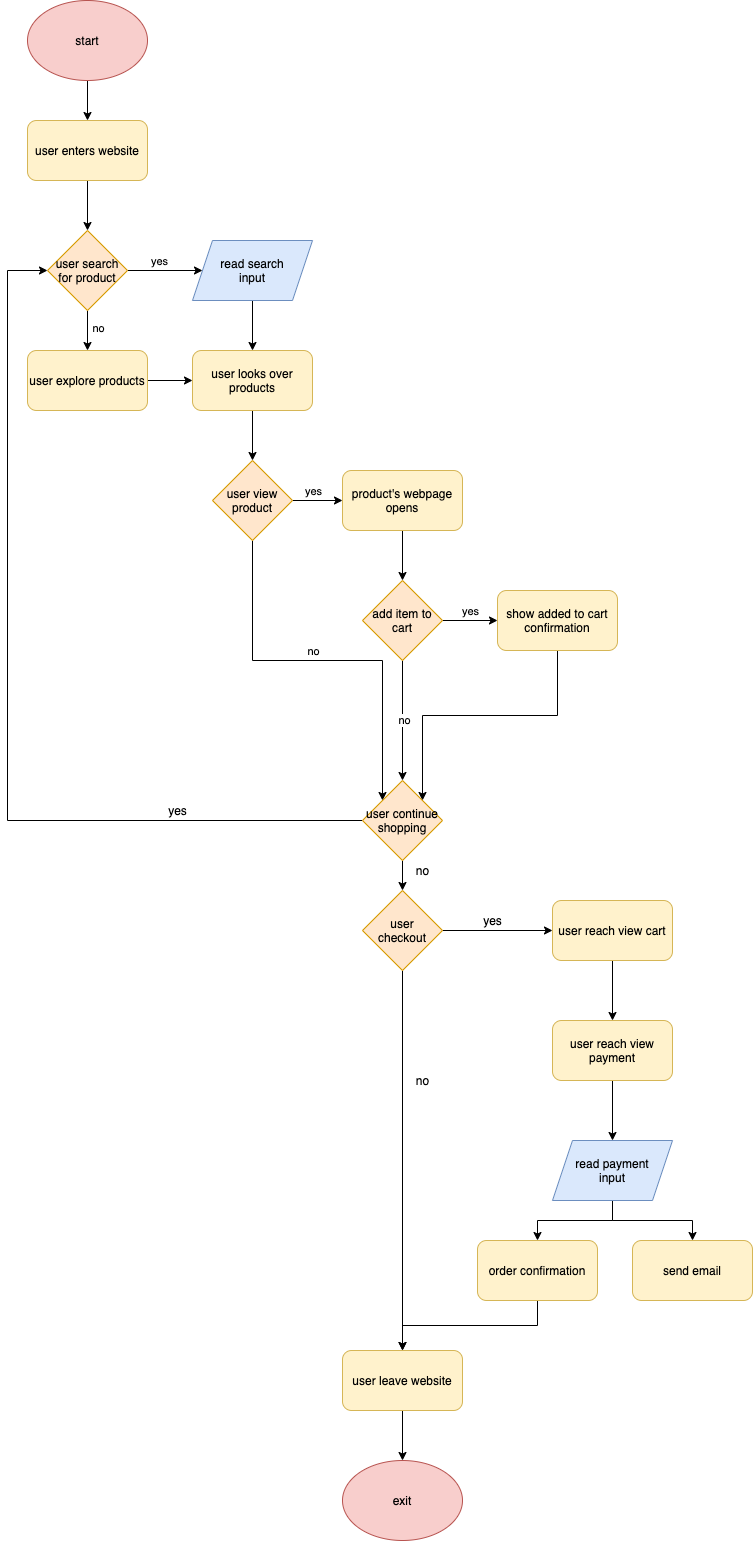 start
user enters website
user search
for product
yes
read search
input
no
user explore products
user looks over
products
user view
product
yes
product's webpage
opens
add item to
cart
yes
show added to cart
confirmation
no
no
user continue
shopping
yes
no
user
checkout
yes
user reach view cart
user reach view
payment
no
read payment
input
order confirmation
send email
user leave website
exit